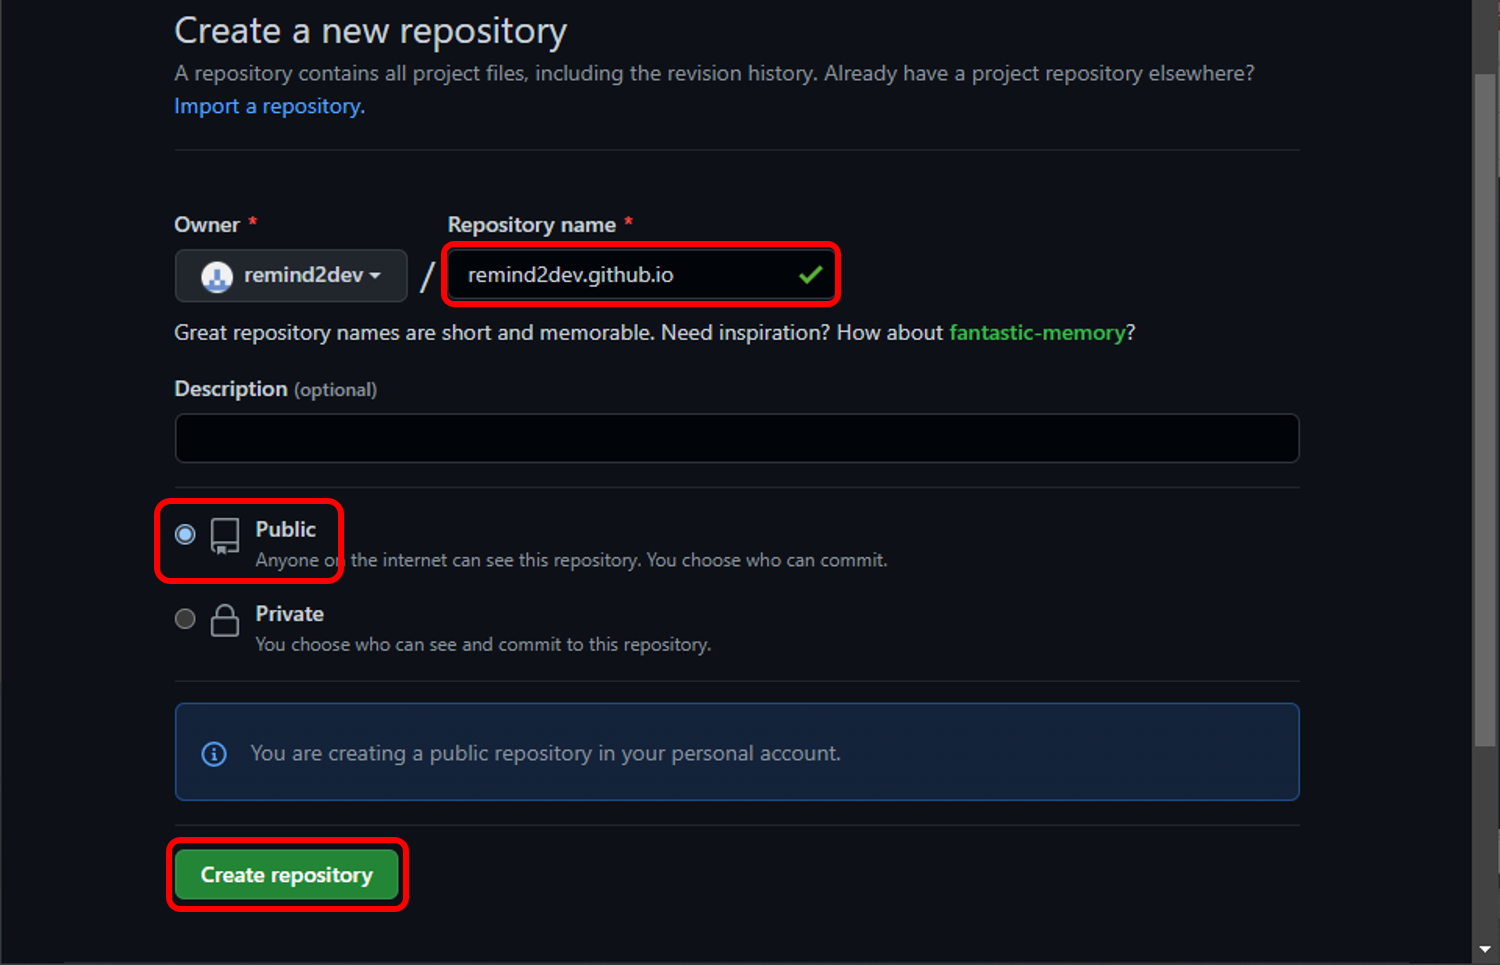 Create a new repository
A repository contains all project files, including the revision history. Already have a project repository elsewhere?
Import a repository.
Owner * Repository name *
remind2dev / remind2dev.github.io
Great repository names are short and memorable. Need inspiration? How about fantastic-memory?
Description (optional)
Public
Anyone on the internet can see this repository. You choose who can commit.
Private
You choose who can see and commit to this repository.
You are creating a public repository in your personal account.
Create repository